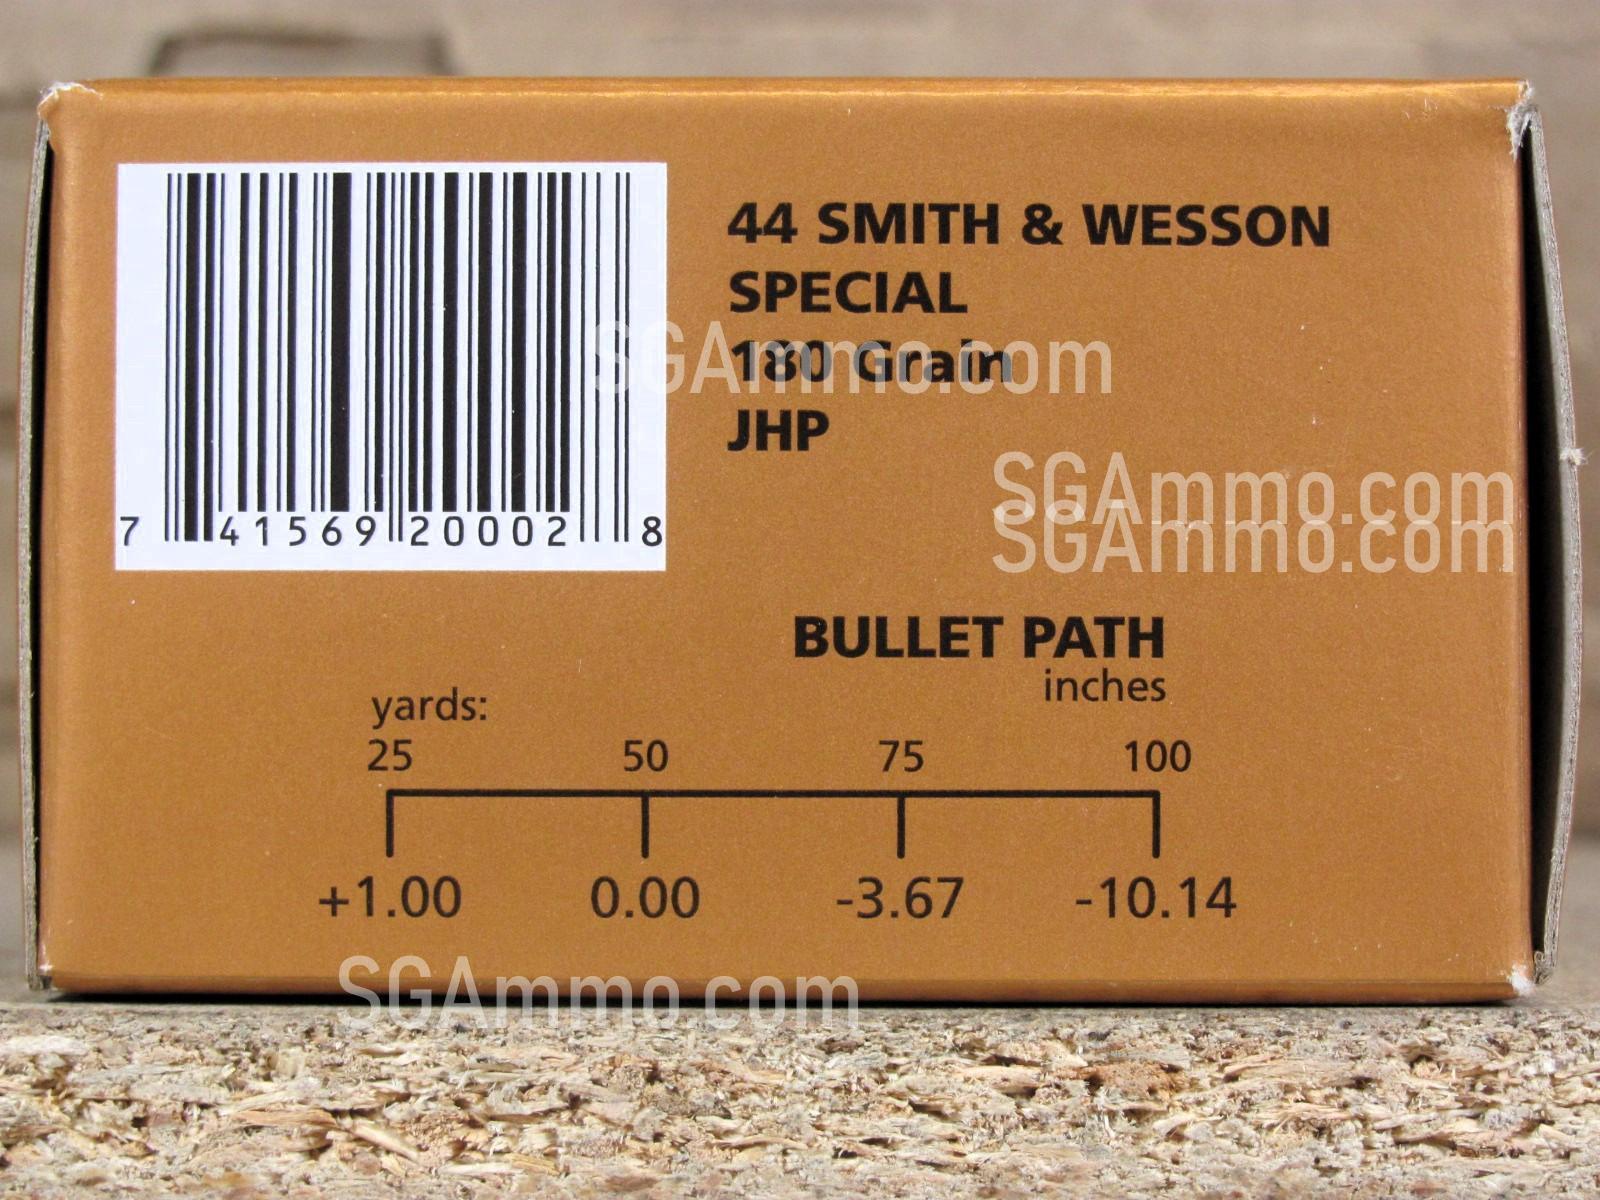 44 SMITH & WESSON
SPECIAL
180 Grain
JHP
7 41569 20002 8
BULLET PATH
inches
yards:
25 50 75 100
+1.00 0.00 -3.67 -10.14
SGAmmo.com
SGAmmo.com
SGAmmo.com
SGAmmo.com